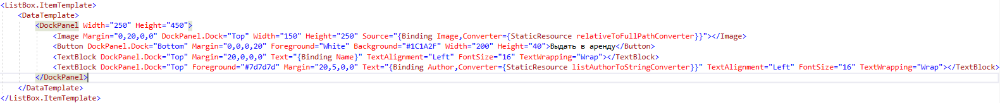 <ListBox.ItemTemplate>
<DataTemplate>
<DockPanel Width="250" Height="450">
<Image Margin="0,20,0,0" DockPanel.Dock="Top" Width="150" Height="250" Source="{Binding Image,Converter={StaticResource relativeToFullPathConverter}}"></Image>
<Button DockPanel.Dock="Bottom" Margin="0,0,0,20" Foreground="White" Background="#1C1A2F" Width="200" Height="40">Выдать в аренду</Button>
<TextBlock DockPanel.Dock="Top" Margin="20,0,0,0" Text="{Binding Name}" TextAlignment="Left" FontSize="16" TextWrapping="Wrap"></TextBlock>
<TextBlock DockPanel.Dock="Top" Foreground="#7d7d7d" Margin="20,5,0,0" Text="{Binding Author,Converter={StaticResource listAuthorToStringConverter}}" TextAlignment="Left" FontSize="16" TextWrapping="Wrap"></TextBlock>
</DockPanel>
</DataTemplate>
</ListBox.ItemTemplate>